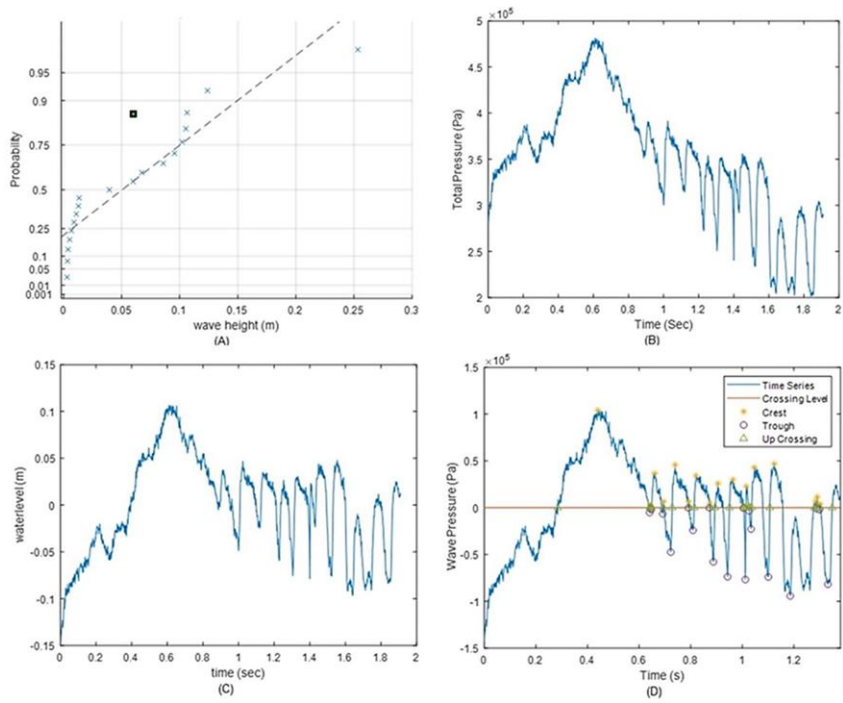 0.95
0.9
0.75
0.5
0.25
0.1
0.05
0.01
0.001
Probability
0 0.05 0.1 0.15 0.2 0.25 0.3
wave height (m)
(A)
×10⁵
5
4.5
4
3.5
3
2.5
2
Total Pressure (Pa)
0 0.2 0.4 0.6 0.8 1 1.2 1.4 1.6 1.8 2
Time (Sec)
(B)
0.15
0.1
0.05
0
-0.05
-0.1
-0.15
waterlevel (m)
0 0.2 0.4 0.6 0.8 1 1.2 1.4 1.6 1.8 2
time (sec)
(C)
×10⁵
1.5
1
0.5
0
-0.5
-1
-1.5
Wave Pressure (Pa)
Time Series
Crossing Level
Crest
Trough
Up Crossing
0 0.2 0.4 0.6 0.8 1 1.2
Time (s)
(D)